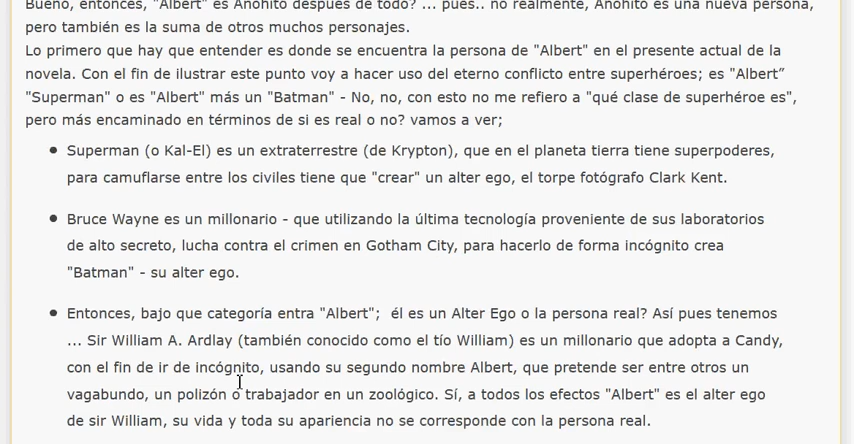 Bueno, entonces, "Albert" es Anohito después de todo? ... pues.. no realmente, Anohito es una nueva persona,
pero también es la suma de otros muchos personajes.
Lo primero que hay que entender es donde se encuentra la persona de "Albert" en el presente actual de la
novela. Con el fin de ilustrar este punto voy a hacer uso del eterno conflicto entre superhéroes; es "Albert”
"Superman" o es "Albert" más un "Batman" - No, no, con esto no me refiero a "qué clase de superhéroe es",
pero más encaminado en términos de si es real o no? vamos a ver;
Superman (o Kal-El) es un extraterrestre (de Krypton), que en el planeta tierra tiene superpoderes,
para camuflarse entre los civiles tiene que "crear" un alter ego, el torpe fotógrafo Clark Kent.
Bruce Wayne es un millonario - que utilizando la última tecnología proveniente de sus laboratorios
de alto secreto, lucha contra el crimen en Gotham City, para hacerlo de forma incógnito crea
"Batman" - su alter ego.
Entonces, bajo que categoría entra "Albert";  él es un Alter Ego o la persona real? Así pues tenemos
... Sir William A. Ardlay (también conocido como el tío William) es un millonario que adopta a Candy,
con el fin de ir de incógnito, usando su segundo nombre Albert, que pretende ser entre otros un
vagabundo, un polizón o trabajador en un zoológico. Sí, a todos los efectos "Albert" es el alter ego
de sir William, su vida y toda su apariencia no se corresponde con la persona real.